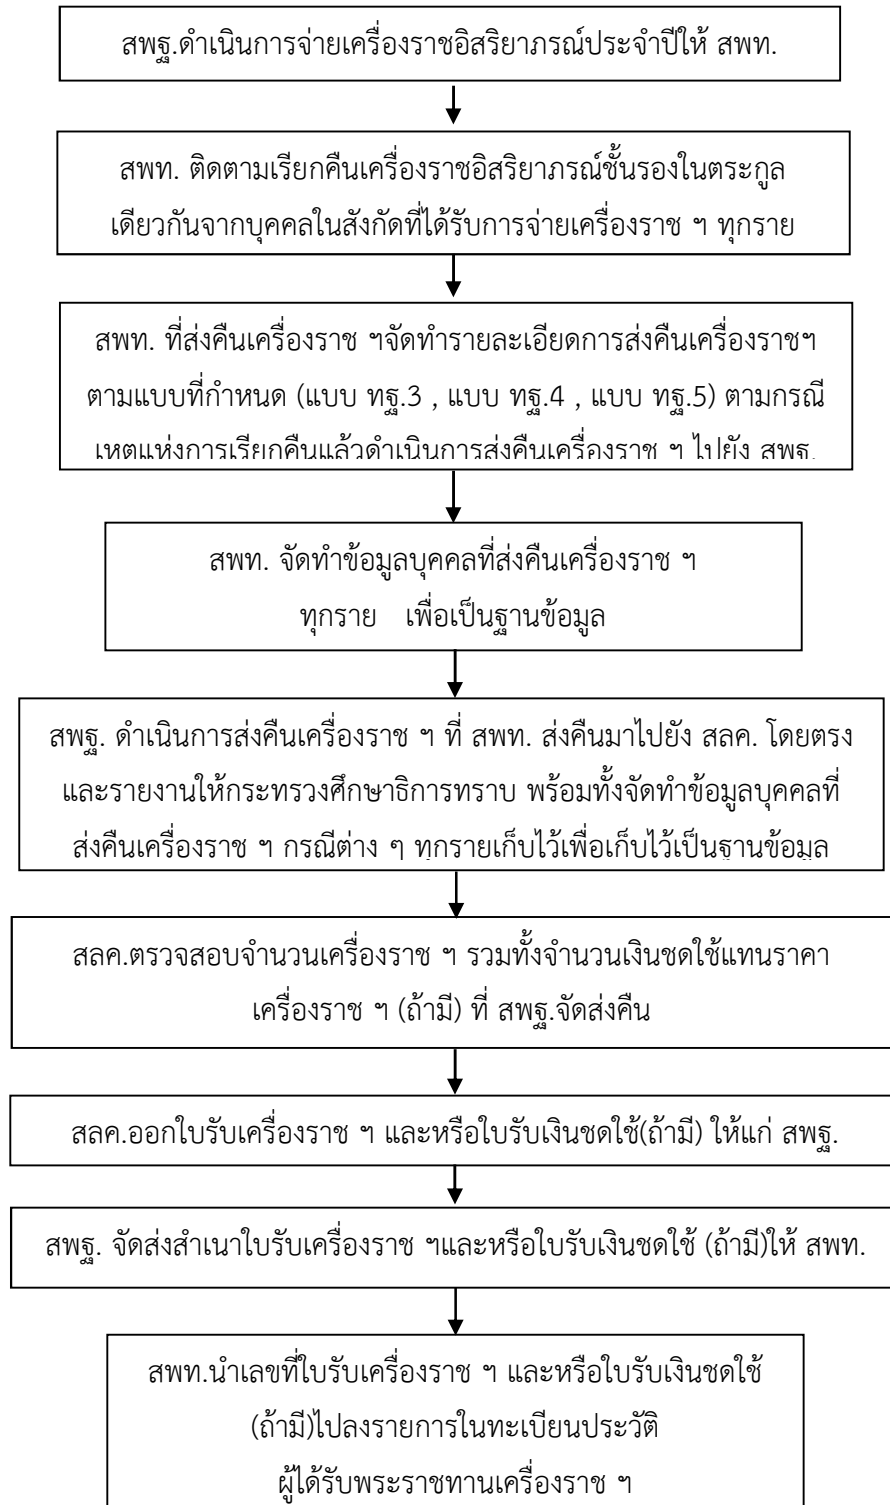 สพฐ.ดำเนินการจ่ายเครื่องราชอิสริยาภรณ์ประจำปีให้ สพท.
สพท. ติดตามเรียกคืนเครื่องราชอิสริยาภรณ์ชั้นรองในตระกูล
เดียวกันจากบุคคลในสังกัดที่ได้รับการจ่ายเครื่องราช ฯ ทุกราย
สพท. ที่ส่งคืนเครื่องราช ฯจัดทำรายละเอียดการส่งคืนเครื่องราชฯ
ตามแบบที่กำหนด (แบบ ทฐ.3 , แบบ ทฐ.4 , แบบ ทฐ.5) ตามกรณี
เหตุแห่งการเรียกคืนแล้วดำเนินการส่งคืนเครื่องราช ฯ ไปยัง สพฐ.
สพท. จัดทำข้อมูลบุคคลที่ส่งคืนเครื่องราช ฯ
ทุกราย เพื่อเป็นฐานข้อมูล
สพฐ. ดำเนินการส่งคืนเครื่องราช ฯ ที่ สพท. ส่งคืนมาไปยัง สลค. โดยตรง
และรายงานให้กระทรวงศึกษาธิการทราบ พร้อมทั้งจัดทำข้อมูลบุคคลที่
ส่งคืนเครื่องราช ฯ กรณีต่าง ๆ ทุกรายเก็บไว้เพื่อเก็บไว้เป็นฐานข้อมูล
สลค.ตรวจสอบจำนวนเครื่องราช ฯ รวมทั้งจำนวนเงินชดใช้แทนราคา
เครื่องราช ฯ (ถ้ามี) ที่ สพฐ.จัดส่งคืน
สลค.ออกใบรับเครื่องราช ฯ และหรือใบรับเงินชดใช้(ถ้ามี) ให้แก่ สพฐ.
สพฐ. จัดส่งสำเนาใบรับเครื่องราช ฯและหรือใบรับเงินชดใช้ (ถ้ามี)ให้ สพท.
สพท.นำเลขที่ใบรับเครื่องราช ฯ และหรือใบรับเงินชดใช้
(ถ้ามี)ไปลงรายการในทะเบียนประวัติ
ผู้ได้รับพระราชทานเครื่องราช ฯ